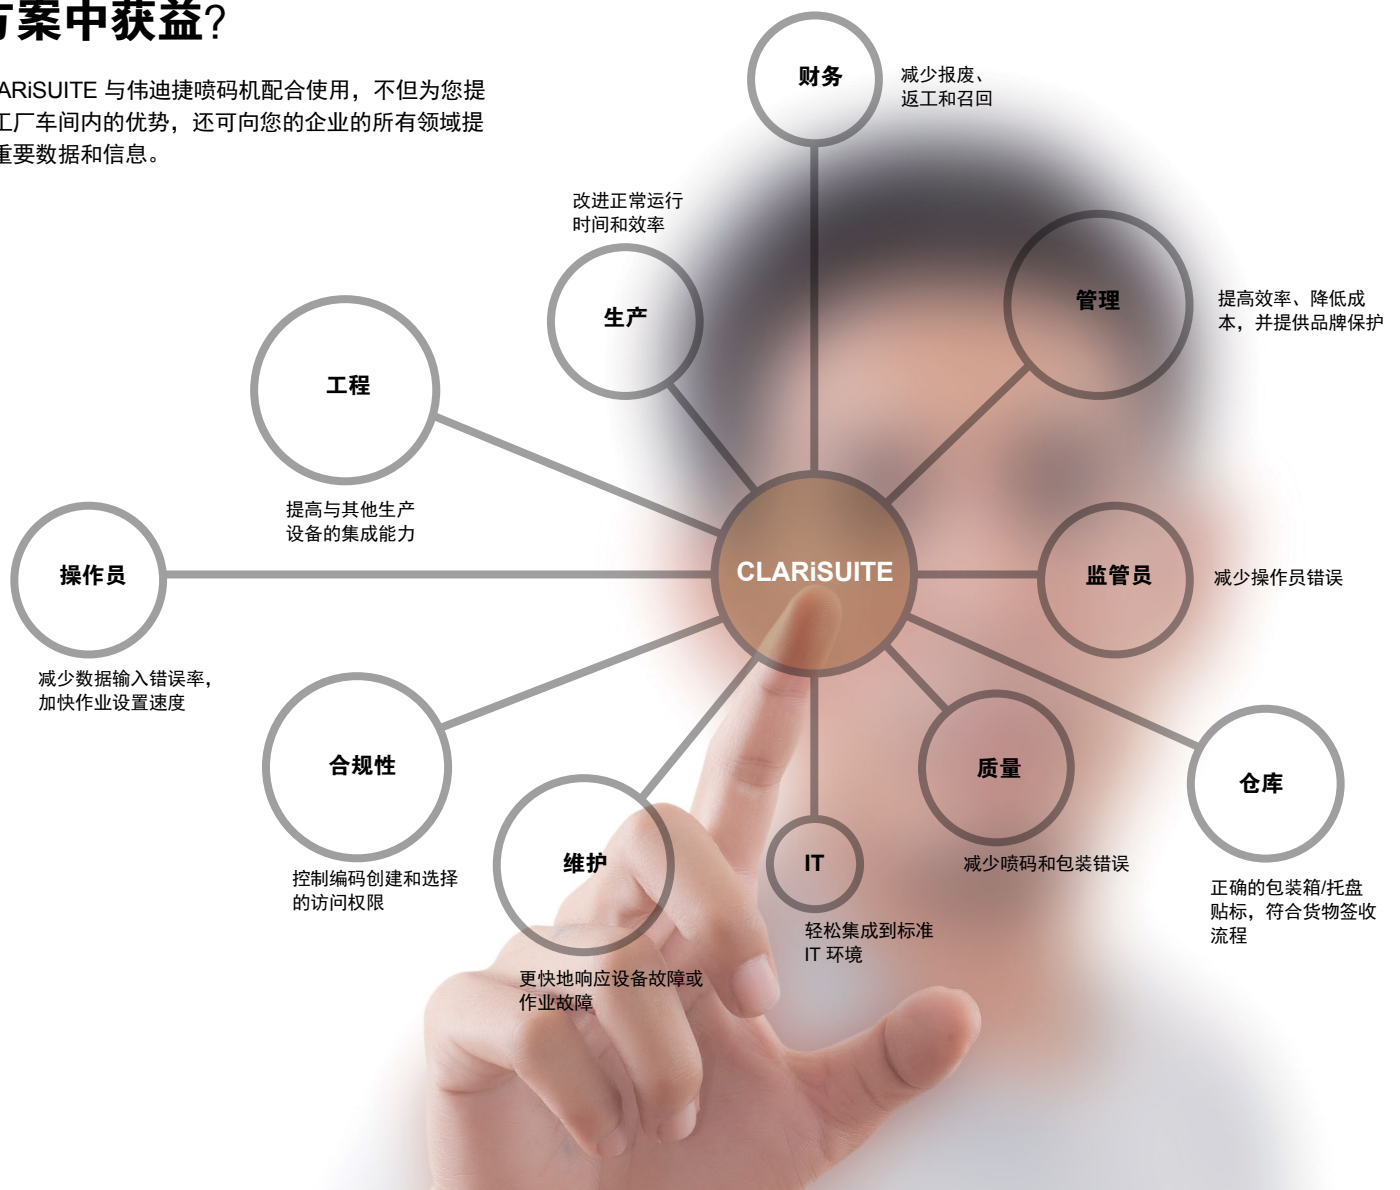 方案中获益?
ARiSUITE 与伟迪捷喷码机配合使用，不但为您提
工厂车间内的优势，还可向您的企业的所有领域提
重要数据和信息。
财务
减少报废、
返工和召回
改进正常运行
时间和效率
生产
管理
提高效率、降低成
本，并提供品牌保护
工程
提高与其他生产
设备的集成能力
操作员
减少数据输入错误率，
加快作业设置速度
CLARiSUITE
监管员
减少操作员错误
合规性
控制编码创建和选择
的访问权限
维护
更快地响应设备故障或
作业故障
IT
轻松集成到标准
IT 环境
质量
减少喷码和包装错误
仓库
正确的包装箱/托盘
贴标，符合货物签收
流程